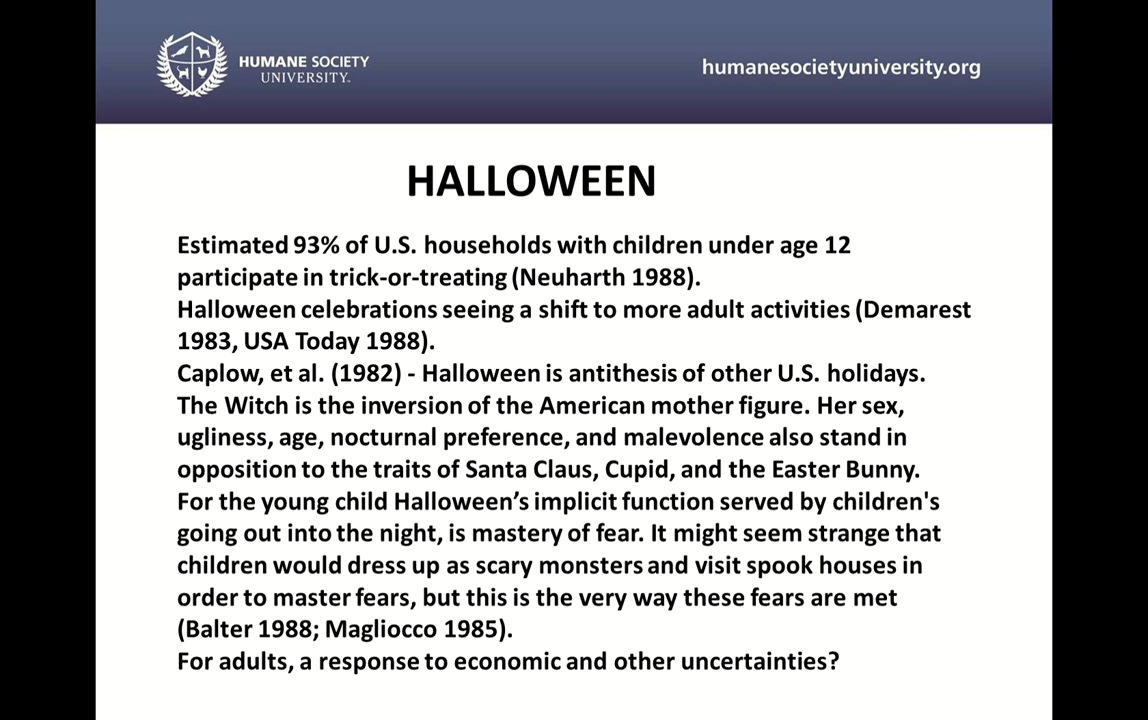 HUMANE SOCIETY
UNIVERSITY.
humanesocietyuniversity.org
HALLOWEEN
Estimated 93% of U.S. households with children under age 12
participate in trick-or-treating (Neuharth 1988).
Halloween celebrations seeing a shift to more adult activities (Demarest
1983, USA Today 1988).
Caplow, et al. (1982) - Halloween is antithesis of other U.S. holidays.
The Witch is the inversion of the American mother figure. Her sex,
ugliness, age, nocturnal preference, and malevolence also stand in
opposition to the traits of Santa Claus, Cupid, and the Easter Bunny.
For the young child Halloween’s implicit function served by children's
going out into the night, is mastery of fear. It might seem strange that
children would dress up as scary monsters and visit spook houses in
order to master fears, but this is the very way these fears are met
(Balter 1988; Magliocco 1985).
For adults, a response to economic and other uncertainties?